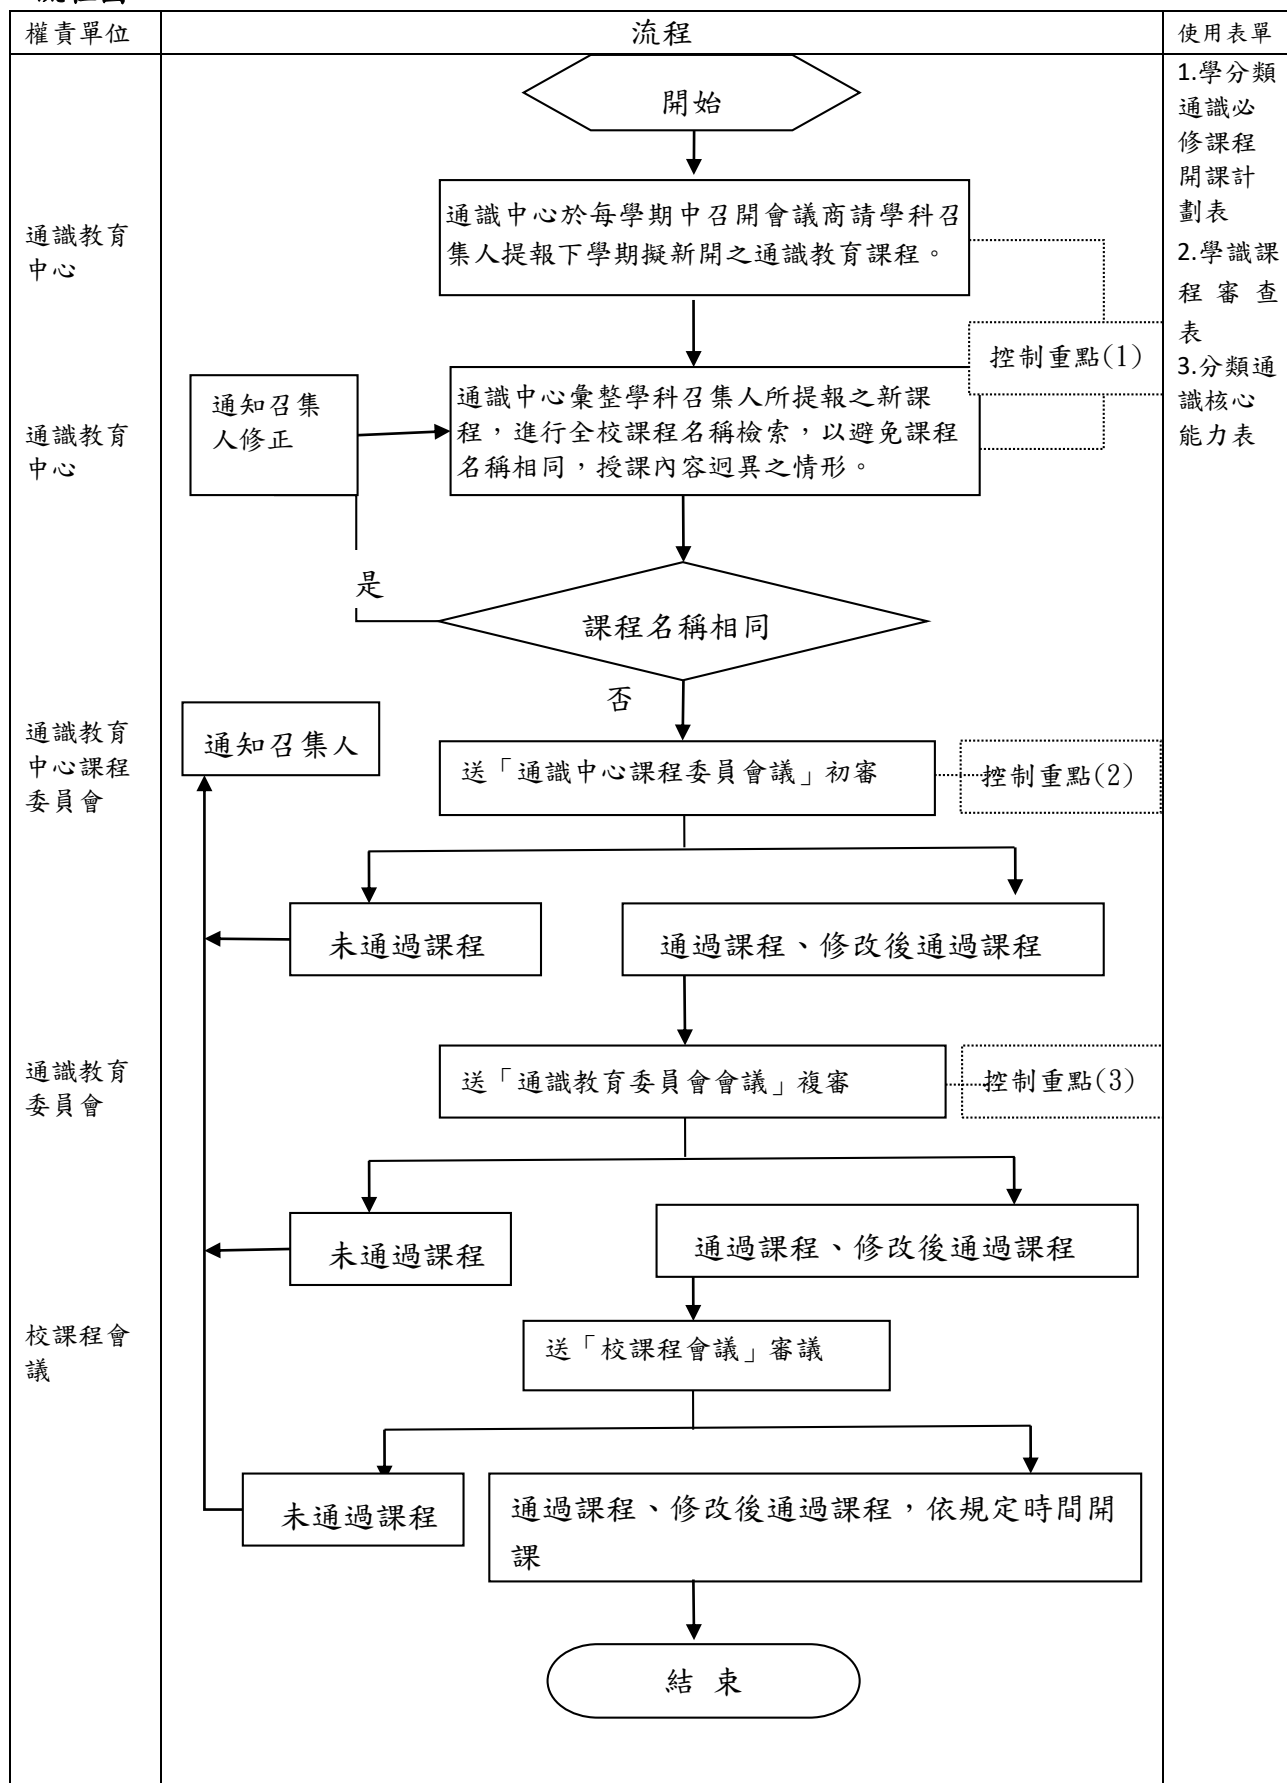 權責單位
流程
使用表單
開始
1.學分類
通識必
修課程
開課計
劃表
2.學識課
程審查
表
3.分類通
識核心
能力表
通識教育
中心
通識中心於每學期中召開會議商請學科召
集人提報下學期擬新開之通識教育課程。
控制重點(1)
通識教育
中心
通知召集
人修正
通識中心彙整學科召集人所提報之新課
程，進行全校課程名稱檢索，以避免課程
名稱相同，授課內容迥異之情形。
是
課程名稱相同
否
通識教育
中心課程
委員會
通知召集人
送「通識中心課程委員會議」初審
控制重點(2)
未通過課程
通過課程、修改後通過課程
通識教育
委員會
送「通識教育委員會會議」複審
控制重點(3)
未通過課程
通過課程、修改後通過課程
校課程會
議
送「校課程會議」審議
未通過課程
通過課程、修改後通過課程，依規定時間開
課
結 束